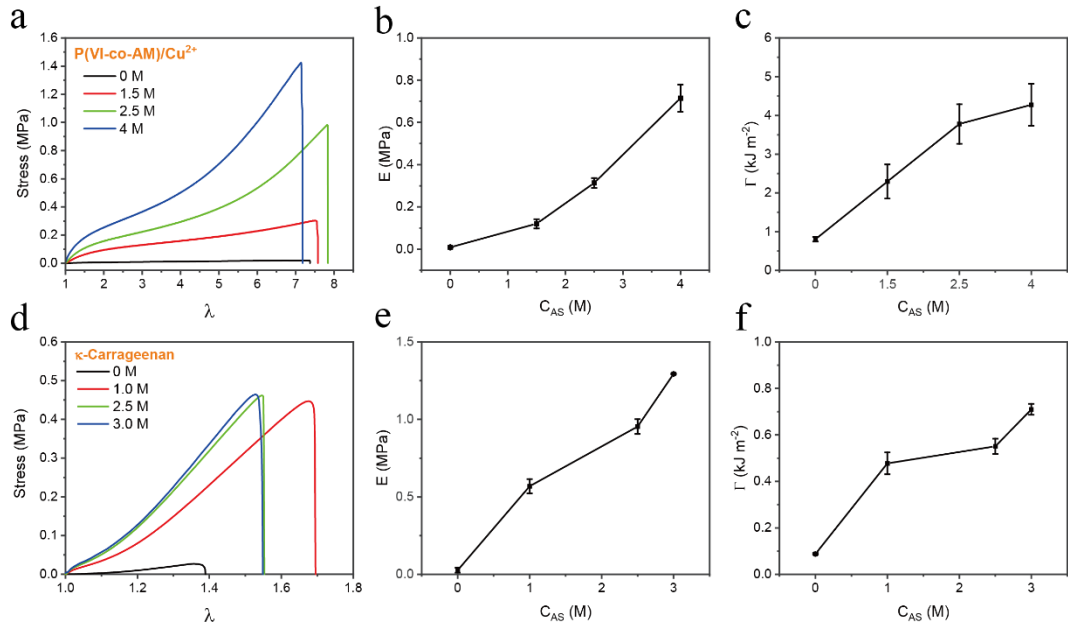 a
P(VI-co-AM)/Cu²⁺
0 M
1.5 M
2.5 M
4 M
1.6
1.4
1.2
1.0
0.8
0.6
0.4
0.2
0.0
Stress (MPa)
1 2 3 4 5 6 7 8
λ
b
1.0
0.8
0.6
0.4
0.2
0.0
E (MPa)
0 1 2 3 4
C_AS (M)
c
6
5
4
3
2
1
0
Γ (kJ m⁻²)
0 1.5 2.5 4
C_AS (M)
d
κ-Carrageenan
0 M
1.0 M
2.5 M
3.0 M
0.6
0.5
0.4
0.3
0.2
0.1
0.0
Stress (MPa)
1.0 1.2 1.4 1.6 1.8
λ
e
1.5
1.0
0.5
0.0
E (MPa)
0 1 2 3
C_AS (M)
f
1.0
0.8
0.6
0.4
0.2
0.0
Γ (kJ m⁻²)
0 1 2 3
C_AS (M)